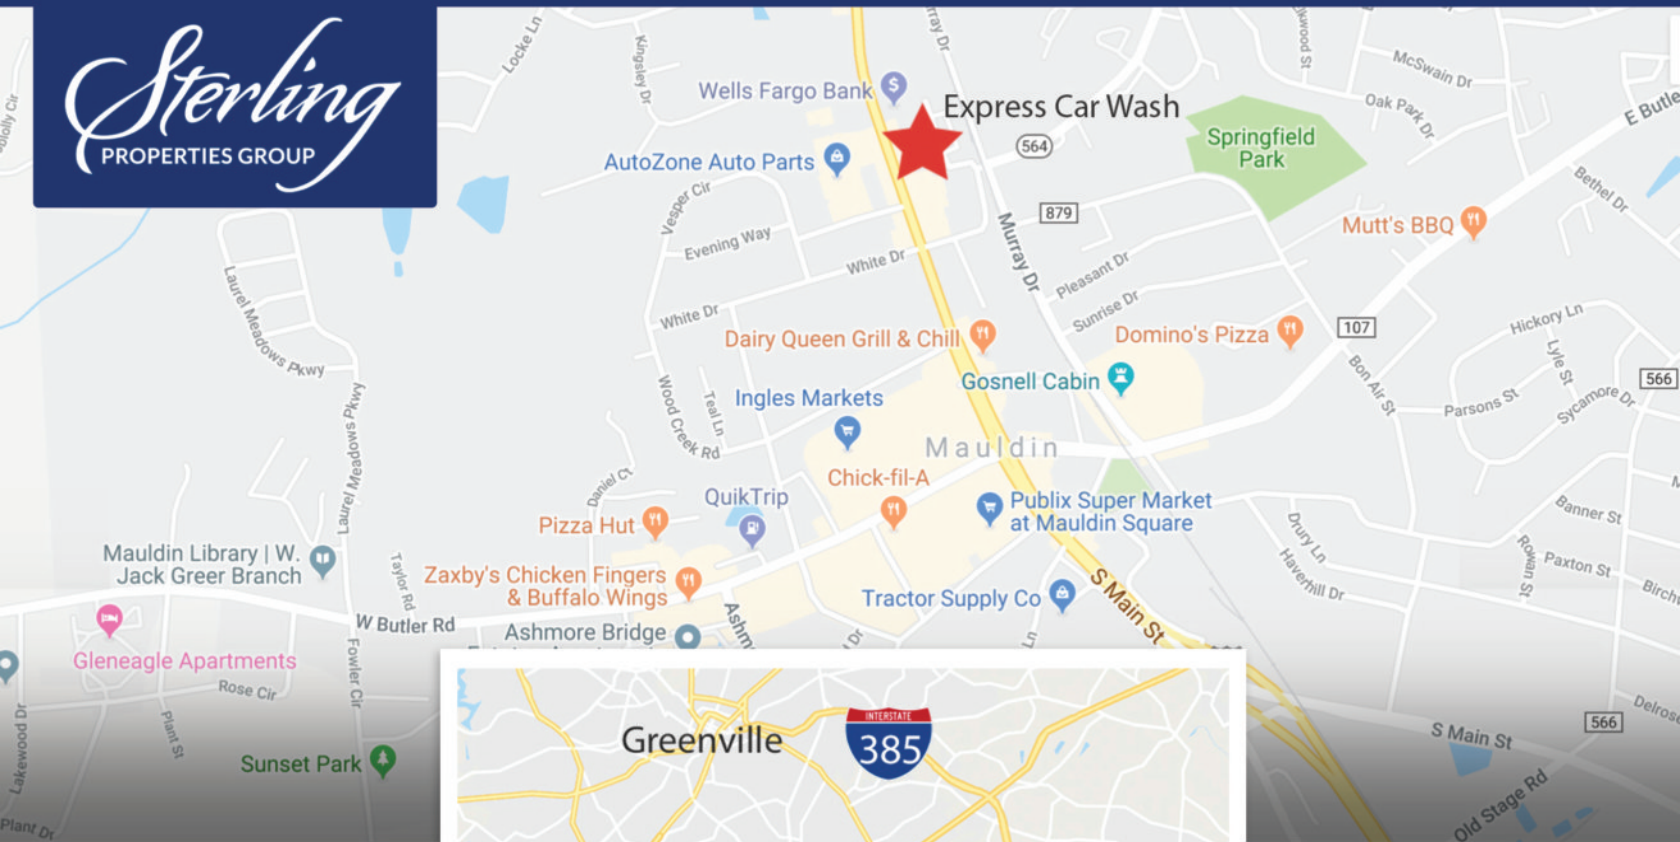 Sterling
PROPERTIES GROUP
Locke Ln
Kingsley Dr
Wells Fargo Bank
Express Car Wash
564
AutoZone Auto Parts
Springfield
Park
McSwain Dr
Oak Park Dr
E Butle
Bethel Dr
Vesper Cir
Evening Way
White Dr
Murray Dr
879
Mutt's BBQ
Pleasant Dr
Sunrise Dr
Laurel Meadows Pkwy
White Dr
Dairy Queen Grill & Chill
Domino's Pizza
107
Hickory Ln
Lyle St
566
Gosnell Cabin
Bon Air St
Parsons St
Sycamore Dr
Wood Creek Rd
Teal Ln
Ingles Markets
Laurel Meadows Pkwy
Mauldin
Chick-fil-A
Daniel Ct
QuikTrip
Publix Super Market
at Mauldin Square
Pizza Hut
Banner St
Drury Ln
Haverhill Dr
Rowan St
Paxton St
Birch
Mauldin Library | W.
Jack Greer Branch
Taylor Rd
Zaxby's Chicken Fingers
& Buffalo Wings
Tractor Supply Co
S Main St
W Butler Rd
Ashmore Bridge
Ashm
Dr
Ln
Gleneagle Apartments
Rose Cir
Fowler Cir
Plant St
Lakewood Dr
Sunset Park
Plant Dr
Greenville
INTERSTATE
385
S Main St
566
Delros
Old Stage Rd